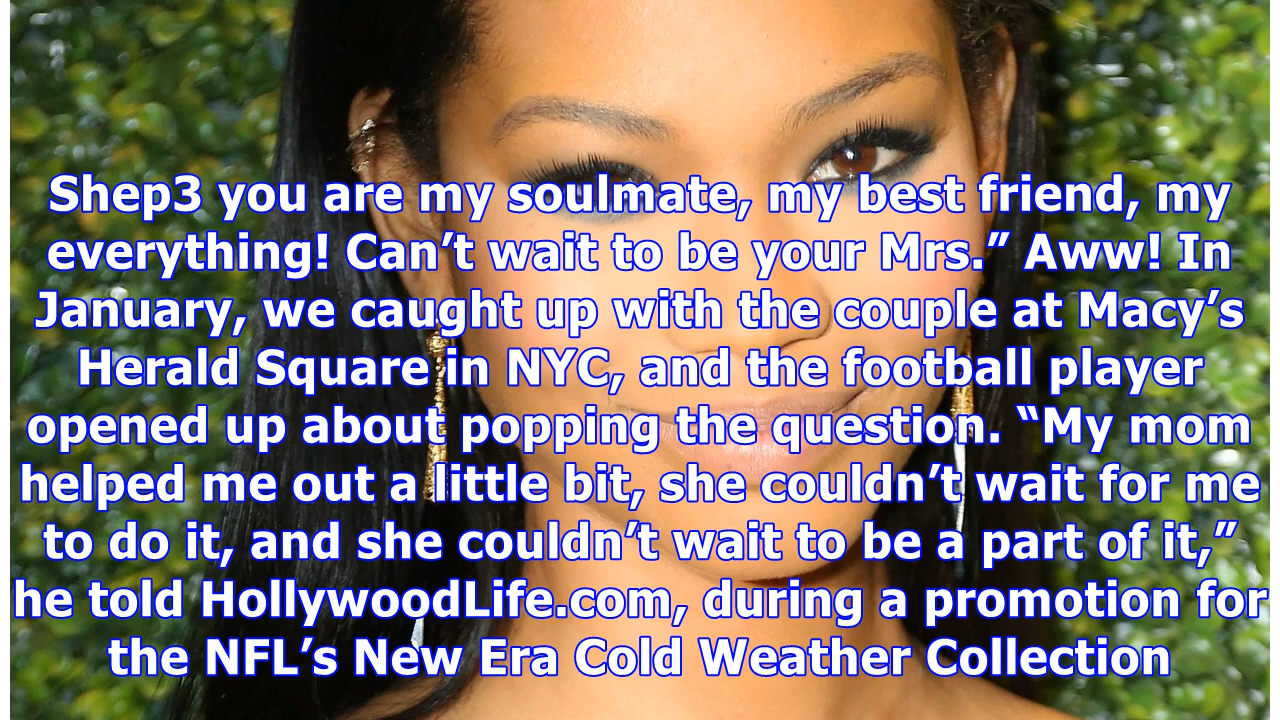 Shep3 you are my soulmate, my best friend, my
everything! Can’t wait to be your Mrs.” Aww! In
January, we caught up with the couple at Macy’s
Herald Square in NYC, and the football player
opened up about popping the question. “My mom
helped me out a little bit, she couldn’t wait for me
to do it, and she couldn’t wait to be a part of it,”
he told HollywoodLife.com, during a promotion for
the NFL’s New Era Cold Weather Collection